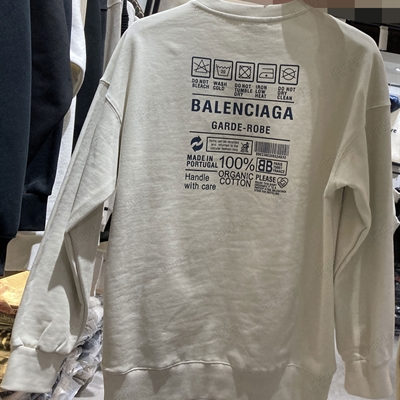 DO NOT BLEACH
WASH COLD
DO NOT TUMBLE DRY
IRON LOW HEAT
DO NOT DRY CLEAN
BALENCIAGA
GARDE-ROBE
MADE IN PORTUGAL
100% ORGANIC COTTON
BB
Handle with care
PLEASE